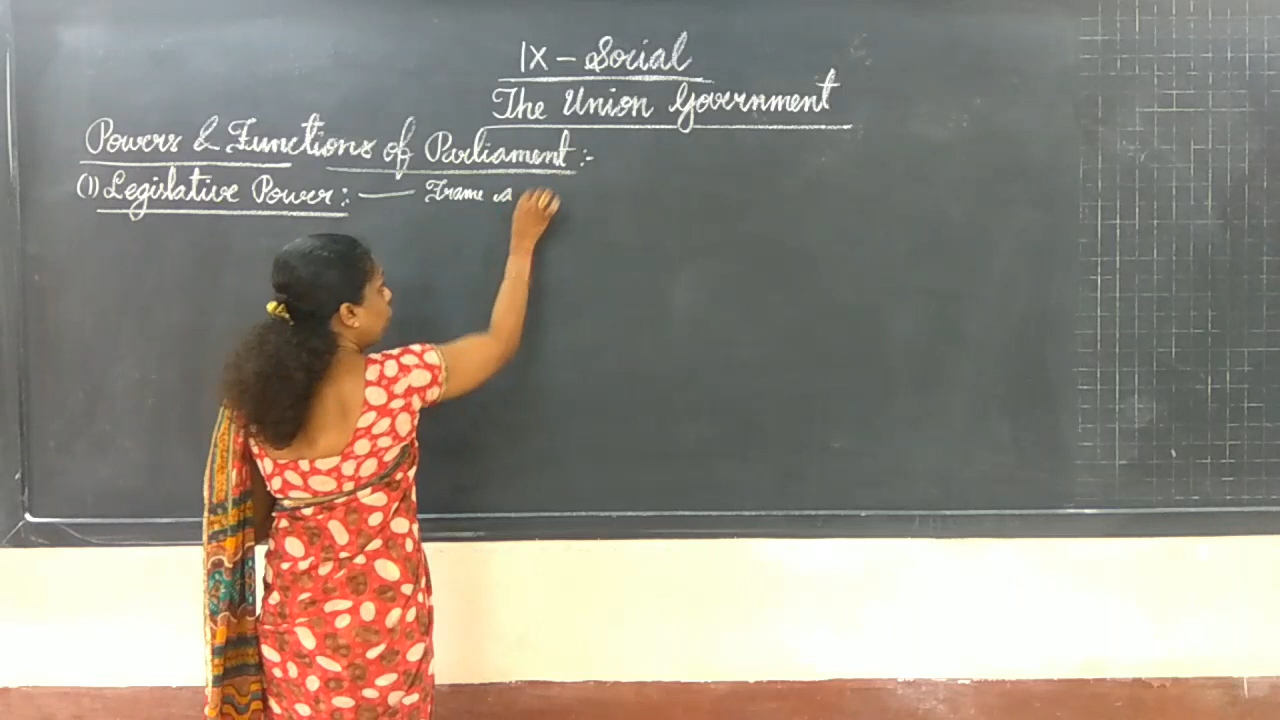 IX - Social
The Union Government
Powers & Functions of Parliament :-
(1) Legislative Power : — Frame